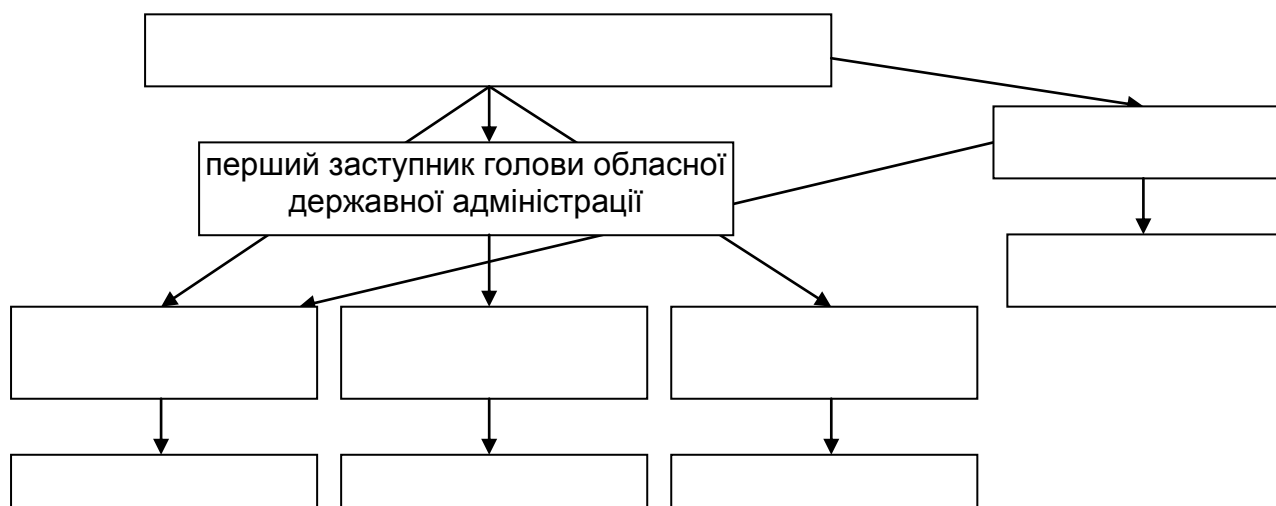 перший заступник голови обласної
державної адміністрації